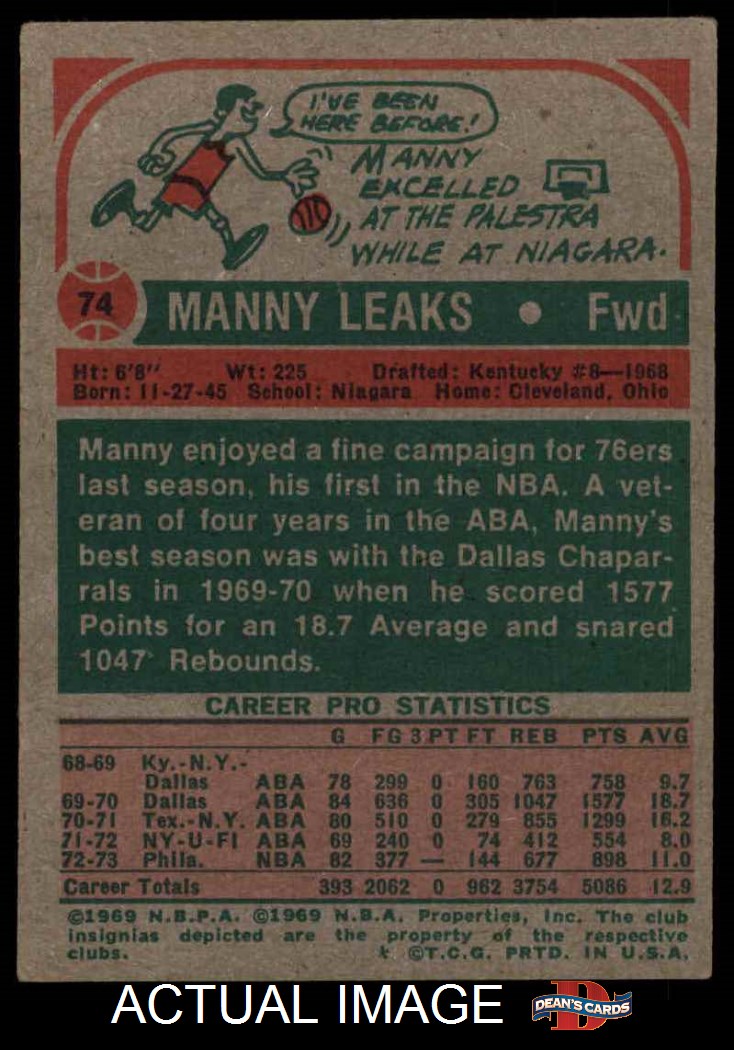 I'VE BEEN
HERE BEFORE!
MANNY
EXCELLED
AT THE PALESTRA
WHILE AT NIAGARA.
74 MANNY LEAKS • Fwd
Ht: 6'8" Wt: 225 Drafted: Kentucky #8—1968
Born: 11-27-45 School: Niagara Home: Cleveland, Ohio
Manny enjoyed a fine campaign for 76ers
last season, his first in the NBA. A vet-
eran of four years in the ABA, Manny's
best season was with the Dallas Chapar-
rals in 1969-70 when he scored 1577
Points for an 18.7 Average and snared
1047 Rebounds.
CAREER PRO STATISTICS
G FG 3PT FT REB PTS AVG
68-69 Ky.-N.Y.-
Dallas ABA 78 299 0 160 763 758 9.7
69-70 Dallas ABA 84 636 0 305 1047 1577 18.7
70-71 Tex.-N.Y. ABA 80 510 0 279 855 1299 16.2
71-72 NY-U-Fl ABA 69 240 0 74 412 554 8.0
72-73 Phila. NBA 82 377 — 144 677 898 11.0
Career Totals 393 2062 0 962 3754 5086 12.9
©1969 N.B.P.A. ©1969 N.B.A. Properties, Inc. The club
insignias depicted are the property of the respective
clubs. * ©T.C.G. PRTD. IN U.S.A.
ACTUAL IMAGE
D
DEAN'S CARDS